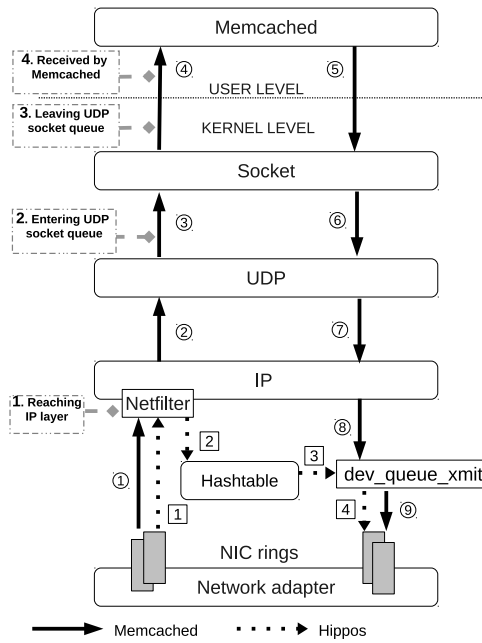 Memcached
4. Received by
Memcached
④
⑤
USER LEVEL
3. Leaving UDP
socket queue
KERNEL LEVEL
Socket
2. Entering UDP
socket queue
③
⑥
UDP
②
⑦
IP
1. Reaching
IP layer
Netfilter
⑧
2
3
Hashtable
dev_queue_xmit
①
1
4
⑨
NIC rings
Network adapter
Memcached
Hippos